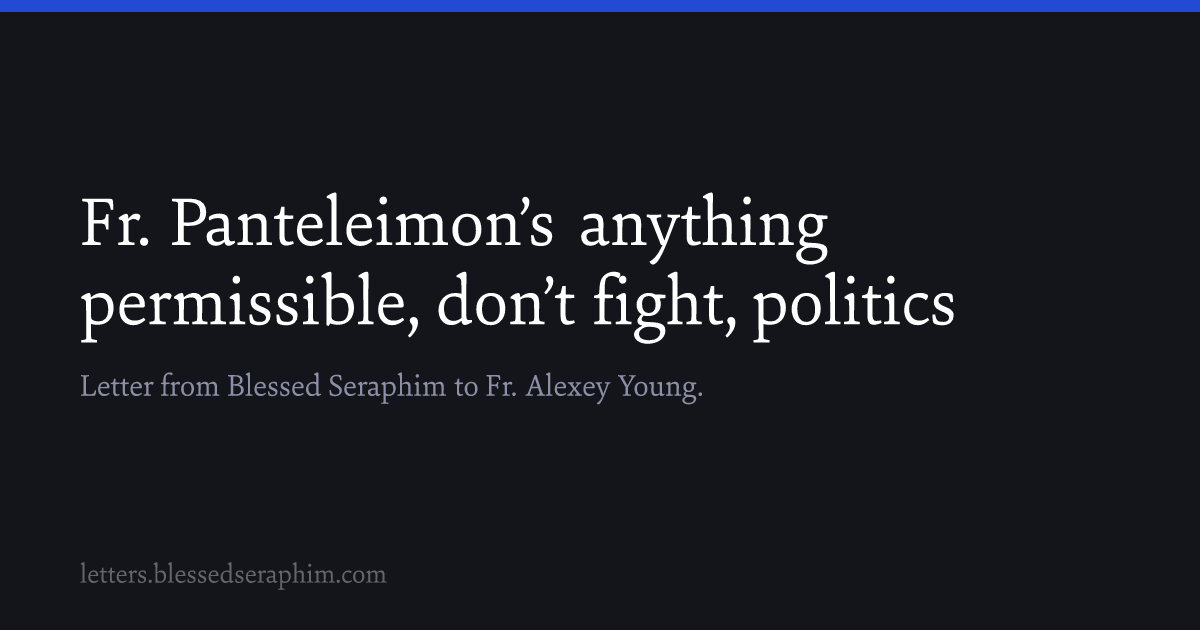 Fr. Panteleimon’s anything
permissible, don’t fight, politics
Letter from Blessed Seraphim to Fr. Alexey Young.
letters.blessedseraphim.com